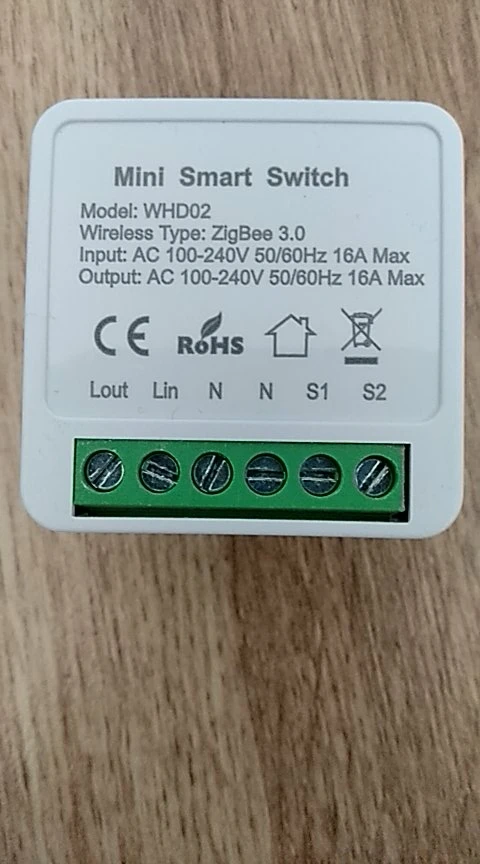 Mini Smart Switch
Model: WHD02
Wireless Type: ZigBee 3.0
Input: AC 100-240V 50/60Hz 16A Max
Output: AC 100-240V 50/60Hz 16A Max
CE RoHS
Lout Lin N N S1 S2